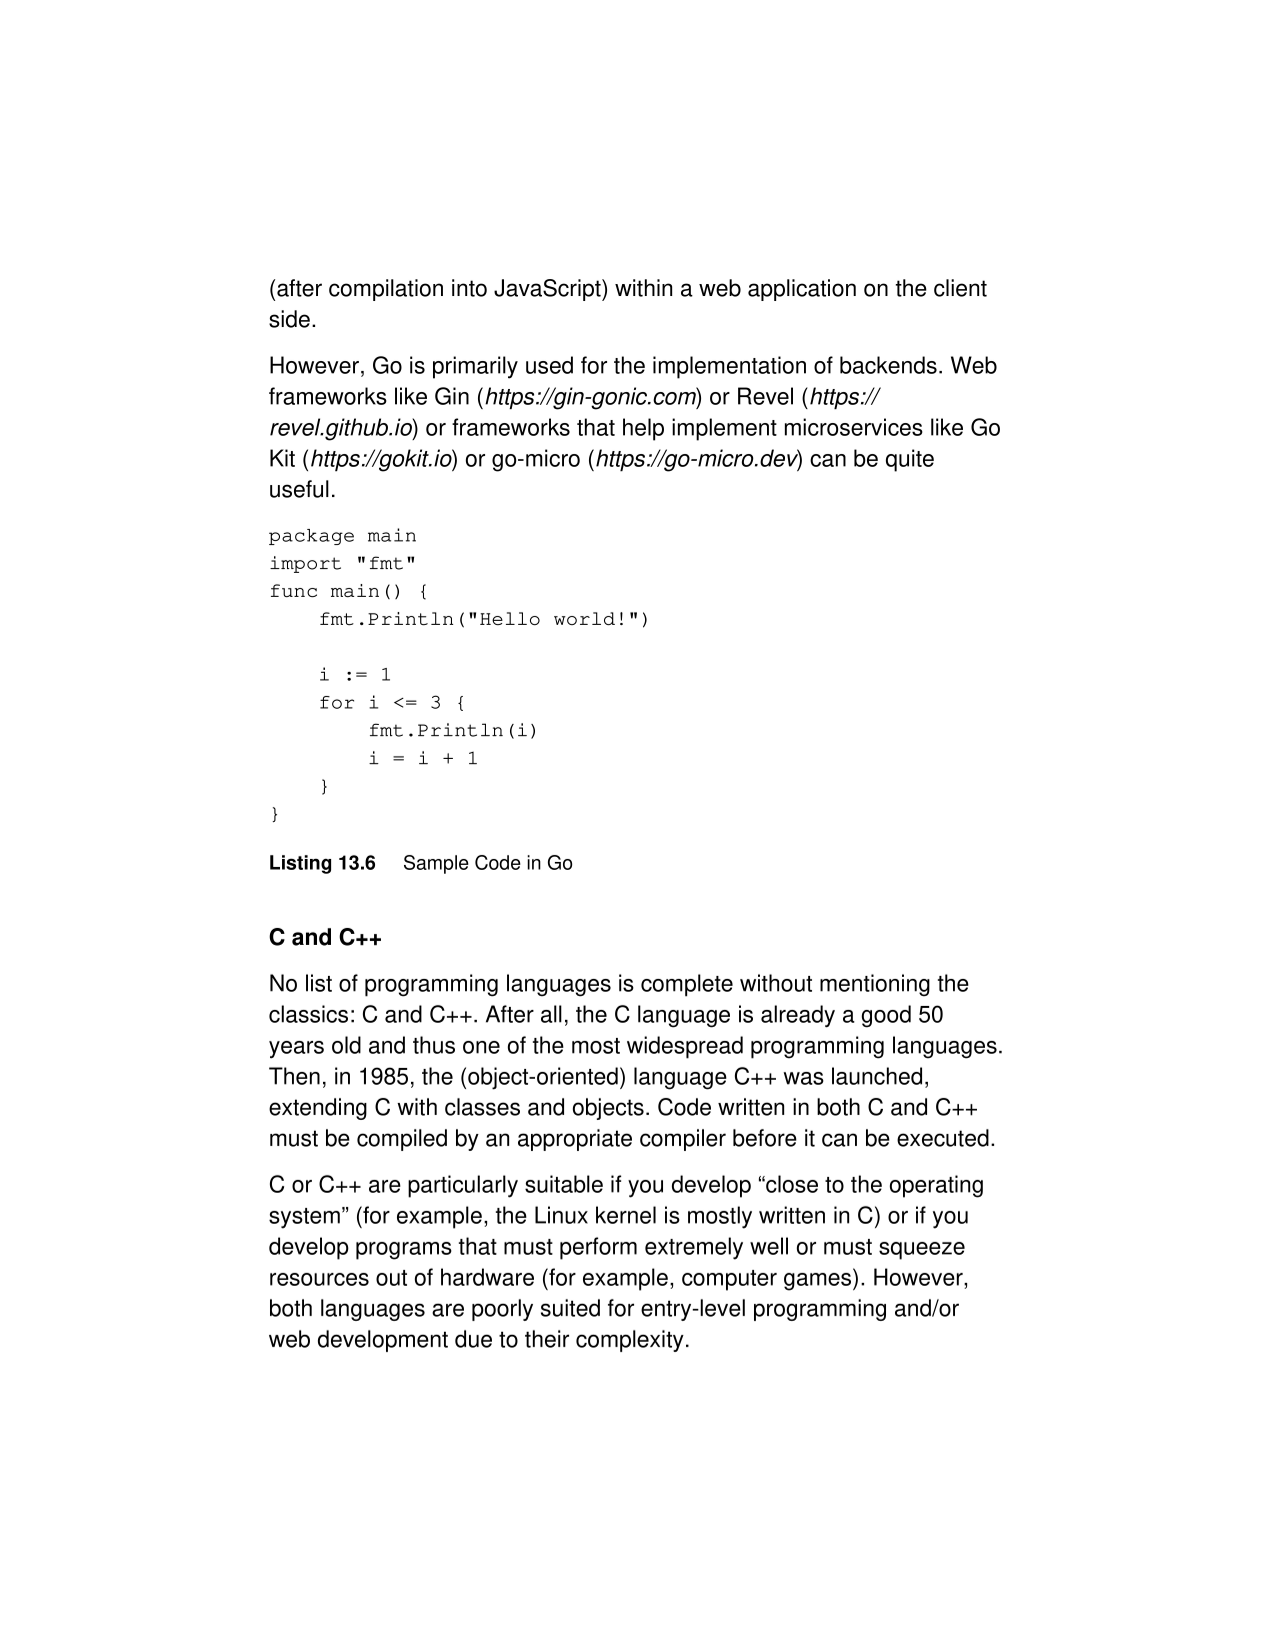 (after compilation into JavaScript) within a web application on the client
side.
However, Go is primarily used for the implementation of backends. Web
frameworks like Gin (https://gin-gonic.com) or Revel (https://
revel.github.io) or frameworks that help implement microservices like Go
Kit (https://gokit.io) or go-micro (https://go-micro.dev) can be quite
useful.
package main
import "fmt"
func main() {
    fmt.Println("Hello world!")
    i := 1
    for i <= 3 {
        fmt.Println(i)
        i = i + 1
    }
}
Listing 13.6 Sample Code in Go
C and C++
No list of programming languages is complete without mentioning the
classics: C and C++. After all, the C language is already a good 50
years old and thus one of the most widespread programming languages.
Then, in 1985, the (object-oriented) language C++ was launched,
extending C with classes and objects. Code written in both C and C++
must be compiled by an appropriate compiler before it can be executed.
C or C++ are particularly suitable if you develop “close to the operating
system” (for example, the Linux kernel is mostly written in C) or if you
develop programs that must perform extremely well or must squeeze
resources out of hardware (for example, computer games). However,
both languages are poorly suited for entry-level programming and/or
web development due to their complexity.